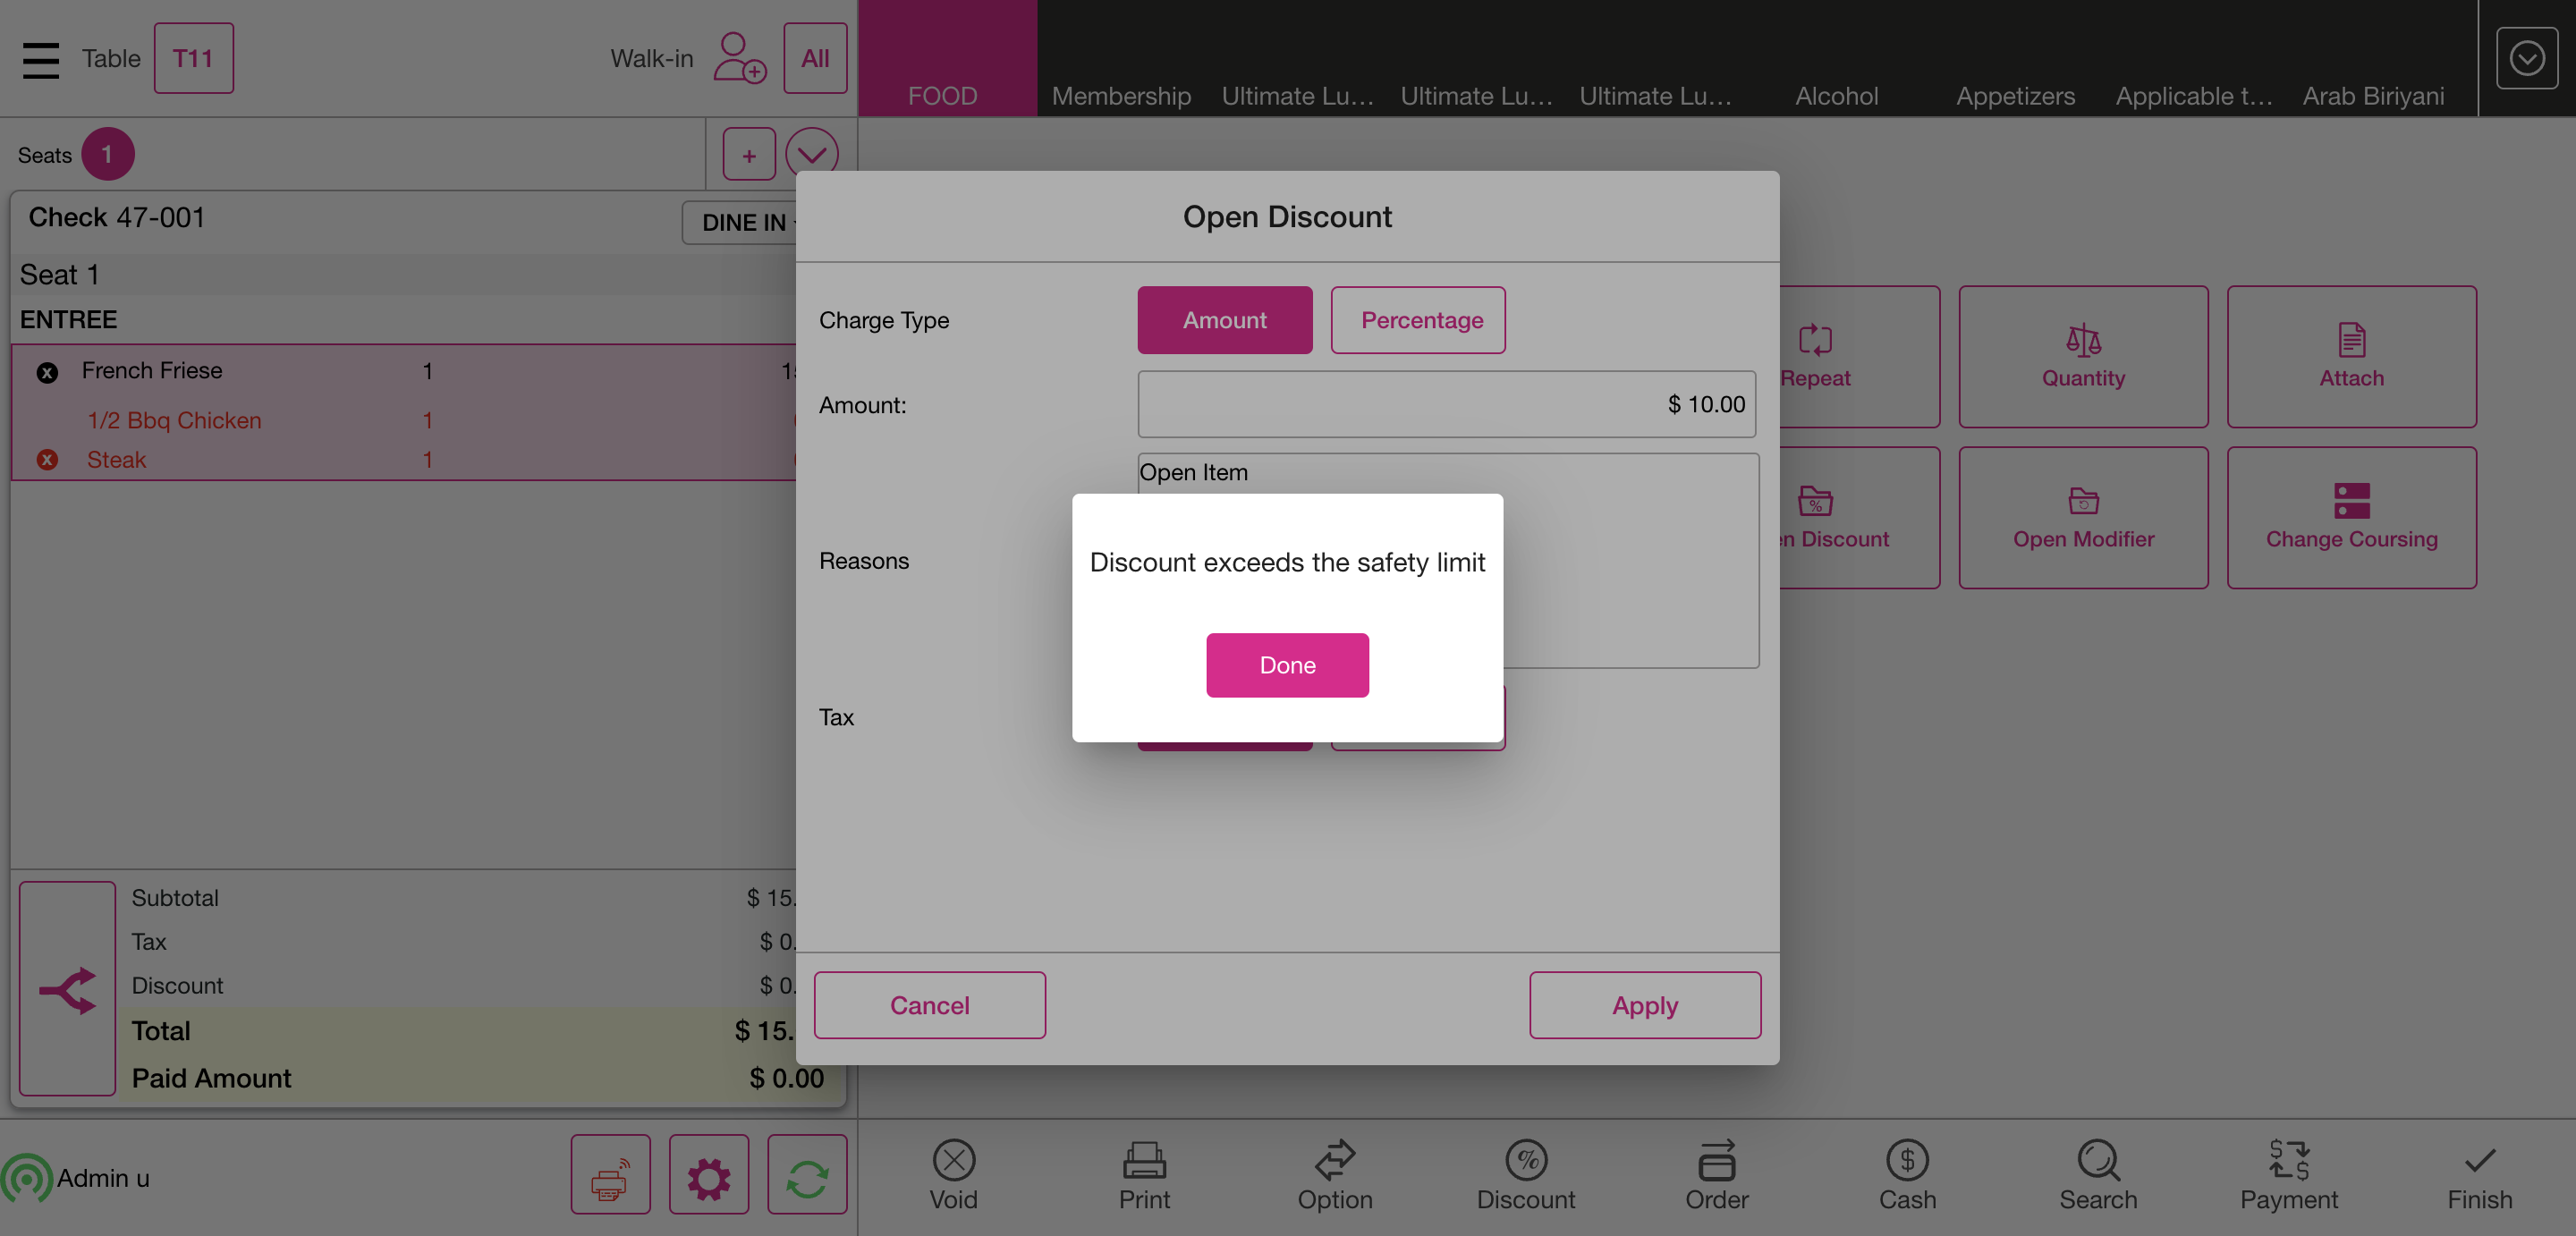 Table T11 Walk-in All
FOOD Membership Ultimate Lu... Ultimate Lu... Ultimate Lu... Alcohol Appetizers Applicable t... Arab Biriyani
Seats 1 +
Check 47-001 DINE IN
Seat 1
ENTREE
x French Friese 1
1/2 Bbq Chicken 1
x Steak 1
Subtotal $ 15.
Tax $ 0.
Discount $ 0.
Total $ 15.
Paid Amount $ 0.00
Admin u
Open Discount
Charge Type Amount Percentage
Amount: $ 10.00
Open Item
Reasons
Tax
Discount exceeds the safety limit
Done
Cancel Apply
Repeat Quantity Attach
Discount Open Modifier Change Coursing
Void Print Option Discount Order Cash Search Payment Finish